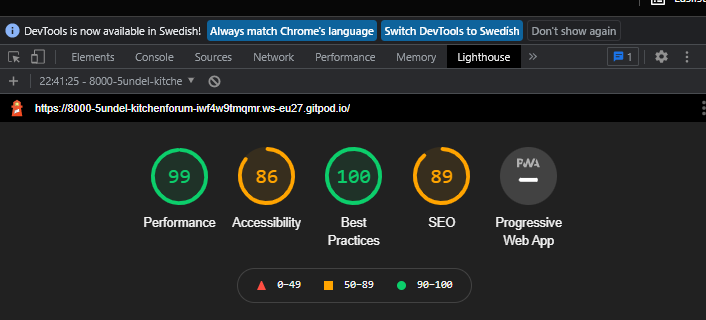 DevTools is now available in Swedish! Always match Chrome's language Switch DevTools to Swedish Don't show again
Elements Console Sources Network Performance Memory Lighthouse » 1
22:41:25 - 8000-5undel-kitche
https://8000-5undel-kitchenforum-iwf4w9tmqmr.ws-eu27.gitpod.io/
99 86 100 89 PWA
Performance Accessibility Best Practices SEO Progressive Web App
0–49 50–89 90–100